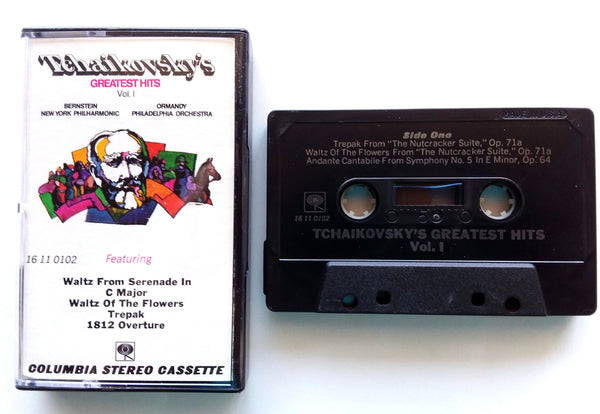 Tchaikovsky's
GREATEST HITS
Vol. I
BERNSTEIN
NEW YORK PHILHARMONIC
ORMANDY
PHILADELPHIA ORCHESTRA
16 11 0102
Featuring
Waltz From Serenade In
C Major
Waltz Of The Flowers
Trepak
1812 Overture
COLUMBIA STEREO CASSETTE
Side One
Trepak From "The Nutcracker Suite," Op. 71a
Waltz Of The Flowers From "The Nutcracker Suite," Op. 71a
Andante Cantabile From Symphony No. 5 In E Minor, Op. 64
16 11 0102
TCHAIKOVSKY'S GREATEST HITS
Vol. I